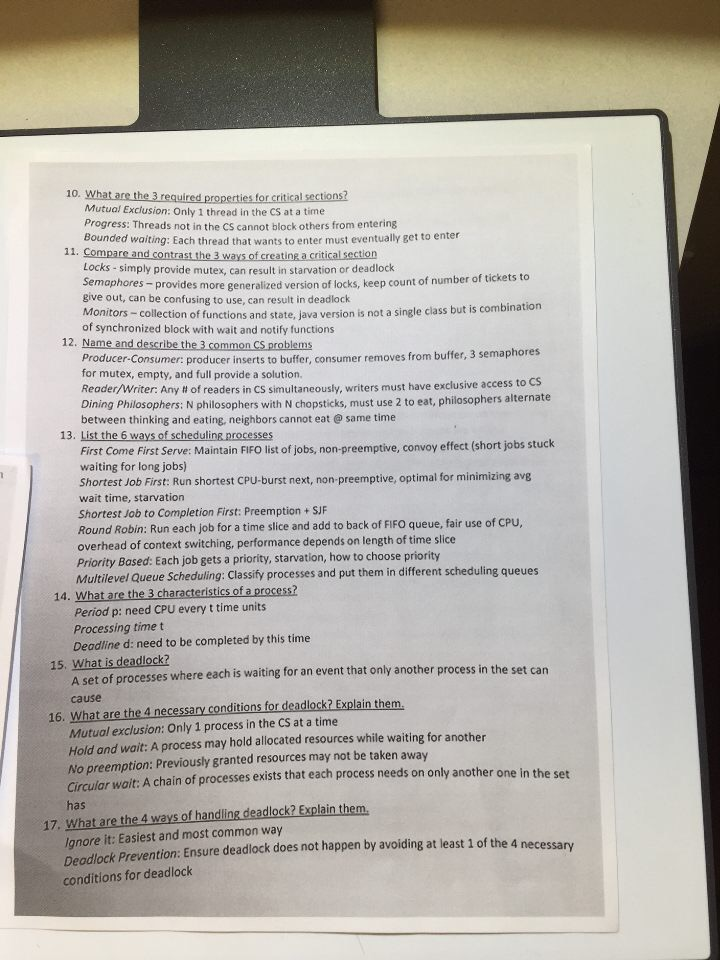 10. What are the 3 required properties for critical sections?
Mutual Exclusion: Only 1 thread in the CS at a time
Progress: Threads not in the CS cannot block others from entering
Bounded waiting: Each thread that wants to enter must eventually get to enter
11. Compare and contrast the 3 ways of creating a critical section
Locks - simply provide mutex, can result in starvation or deadlock
Semaphores – provides more generalized version of locks, keep count of number of tickets to
give out, can be confusing to use, can result in deadlock
Monitors – collection of functions and state, java version is not a single class but is combination
of synchronized block with wait and notify functions
12. Name and describe the 3 common CS problems
Producer-Consumer: producer inserts to buffer, consumer removes from buffer, 3 semaphores
for mutex, empty, and full provide a solution.
Reader/Writer: Any # of readers in CS simultaneously, writers must have exclusive access to CS
Dining Philosophers: N philosophers with N chopsticks, must use 2 to eat, philosophers alternate
between thinking and eating, neighbors cannot eat @ same time
13. List the 6 ways of scheduling processes
First Come First Serve: Maintain FIFO list of jobs, non-preemptive, convoy effect (short jobs stuck
waiting for long jobs)
Shortest Job First: Run shortest CPU-burst next, non-preemptive, optimal for minimizing avg
wait time, starvation
Shortest Job to Completion First: Preemption + SJF
Round Robin: Run each job for a time slice and add to back of FIFO queue, fair use of CPU,
overhead of context switching, performance depends on length of time slice
Priority Based: Each job gets a priority, starvation, how to choose priority
Multilevel Queue Scheduling: Classify processes and put them in different scheduling queues
14. What are the 3 characteristics of a process?
Period p: need CPU every t time units
Processing time t
Deadline d: need to be completed by this time
15. What is deadlock?
A set of processes where each is waiting for an event that only another process in the set can
cause
16. What are the 4 necessary conditions for deadlock? Explain them.
Mutual exclusion: Only 1 process in the CS at a time
Hold and wait: A process may hold allocated resources while waiting for another
No preemption: Previously granted resources may not be taken away
Circular wait: A chain of processes exists that each process needs on only another one in the set
has
17. What are the 4 ways of handling deadlock? Explain them.
Ignore it: Easiest and most common way
Deadlock Prevention: Ensure deadlock does not happen by avoiding at least 1 of the 4 necessary
conditions for deadlock